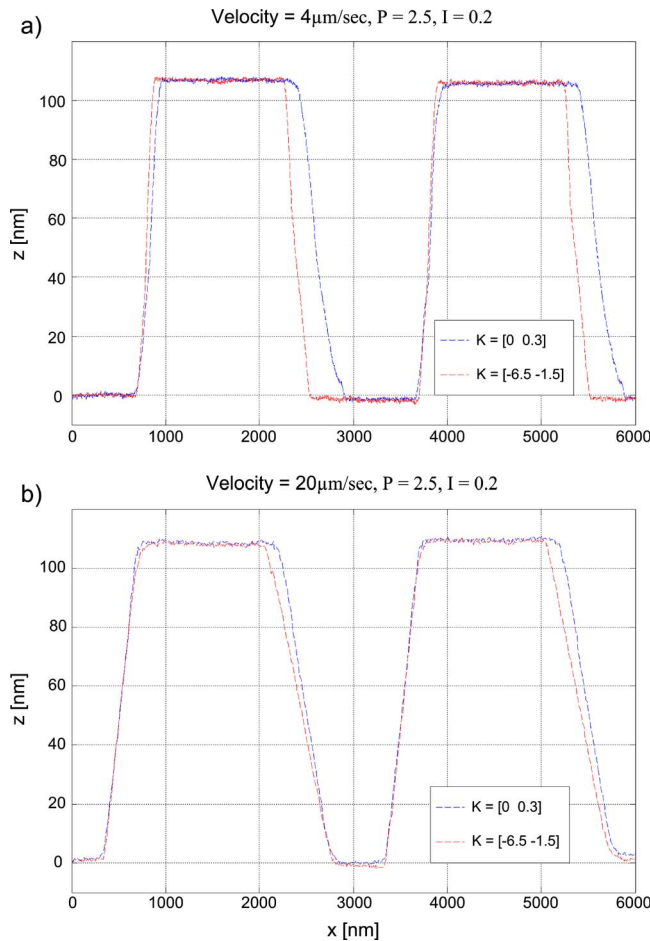 a)
Velocity = 4µm/sec, P = 2.5, I = 0.2
z [nm]
100
80
60
40
20
0
K = [0 0.3]
K = [-6.5 -1.5]
0 1000 2000 3000 4000 5000 6000
b)
Velocity = 20µm/sec, P = 2.5, I = 0.2
z [nm]
100
80
60
40
20
0
K = [0 0.3]
K = [-6.5 -1.5]
0 1000 2000 3000 4000 5000 6000
x [nm]